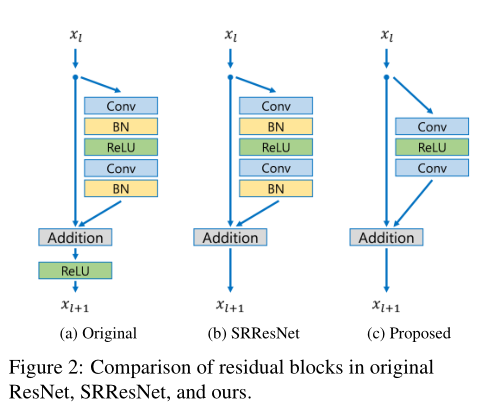 x_l x_l x_l
Conv Conv
BN BN Conv
ReLU ReLU ReLU
Conv Conv Conv
BN BN
Addition Addition Addition
ReLU
x_{l+1} x_{l+1} x_{l+1}
(a) Original (b) SRResNet (c) Proposed
Figure 2: Comparison of residual blocks in original
ResNet, SRResNet, and ours.